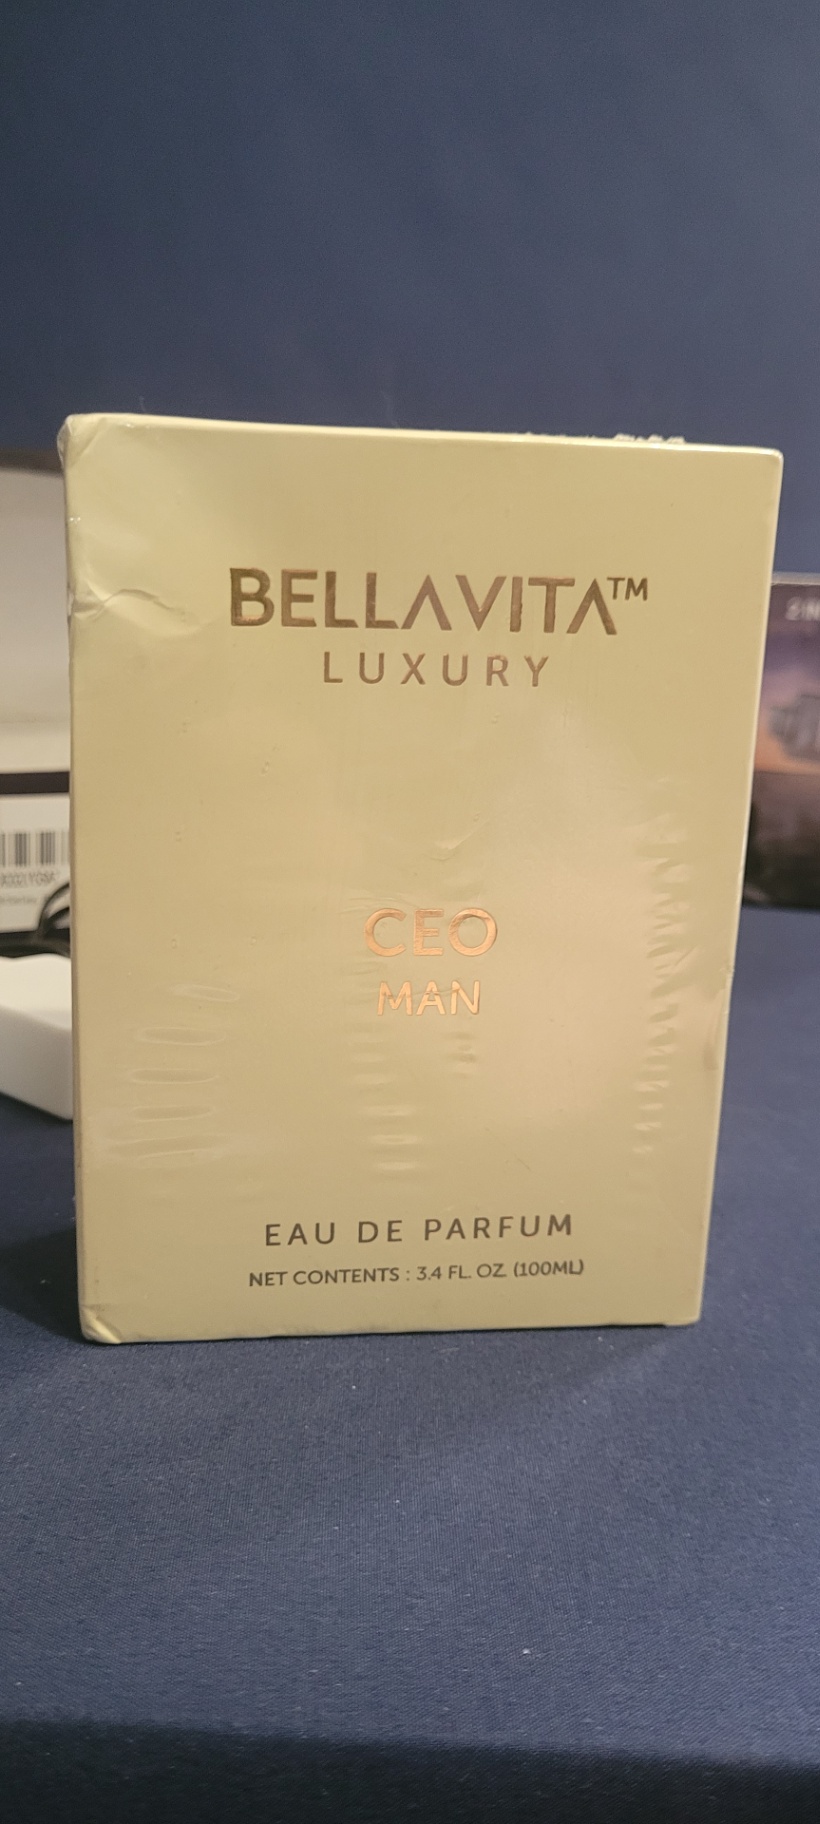 BELLAVITA™
LUXURY
CEO
MAN
EAU DE PARFUM
NET CONTENTS : 3.4 FL. OZ. (100ML)